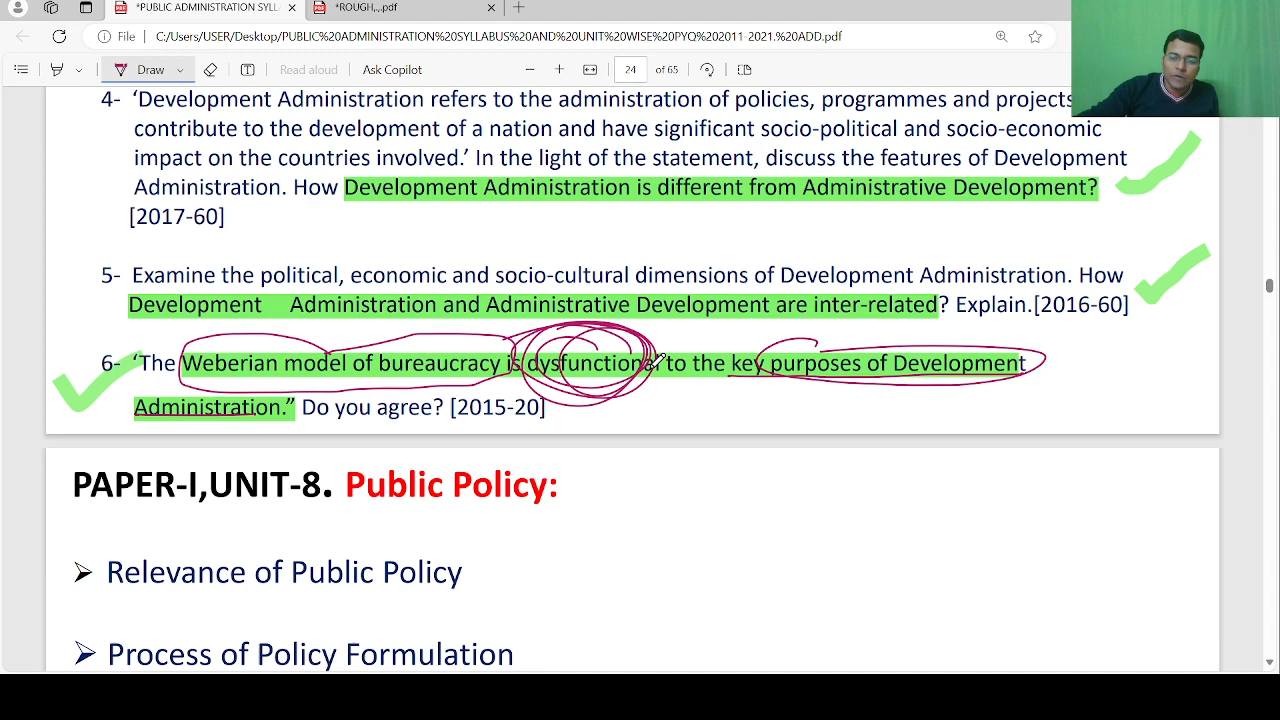 *PUBLIC ADMINISTRATION SYLL
*ROUGH,,,.pdf
File
C:/Users/USER/Desktop/PUBLIC%20ADMINISTRATION%20SYLLABUS%20AND%20UNIT%20WISE%20PYQ%202011-2021.%20ADD.pdf
Draw
Read aloud
Ask Copilot
24 of 65
4- ‘Development Administration refers to the administration of policies, programmes and projects
contribute to the development of a nation and have significant socio-political and socio-economic
impact on the countries involved.’ In the light of the statement, discuss the features of Development
Administration. How Development Administration is different from Administrative Development?
[2017-60]
5- Examine the political, economic and socio-cultural dimensions of Development Administration. How
Development Administration and Administrative Development are inter-related? Explain.[2016-60]
6- ‘The Weberian model of bureaucracy is dysfunctional to the key purposes of Development
Administration.” Do you agree? [2015-20]
PAPER-I,UNIT-8. Public Policy:
➢ Relevance of Public Policy
➢ Process of Policy Formulation